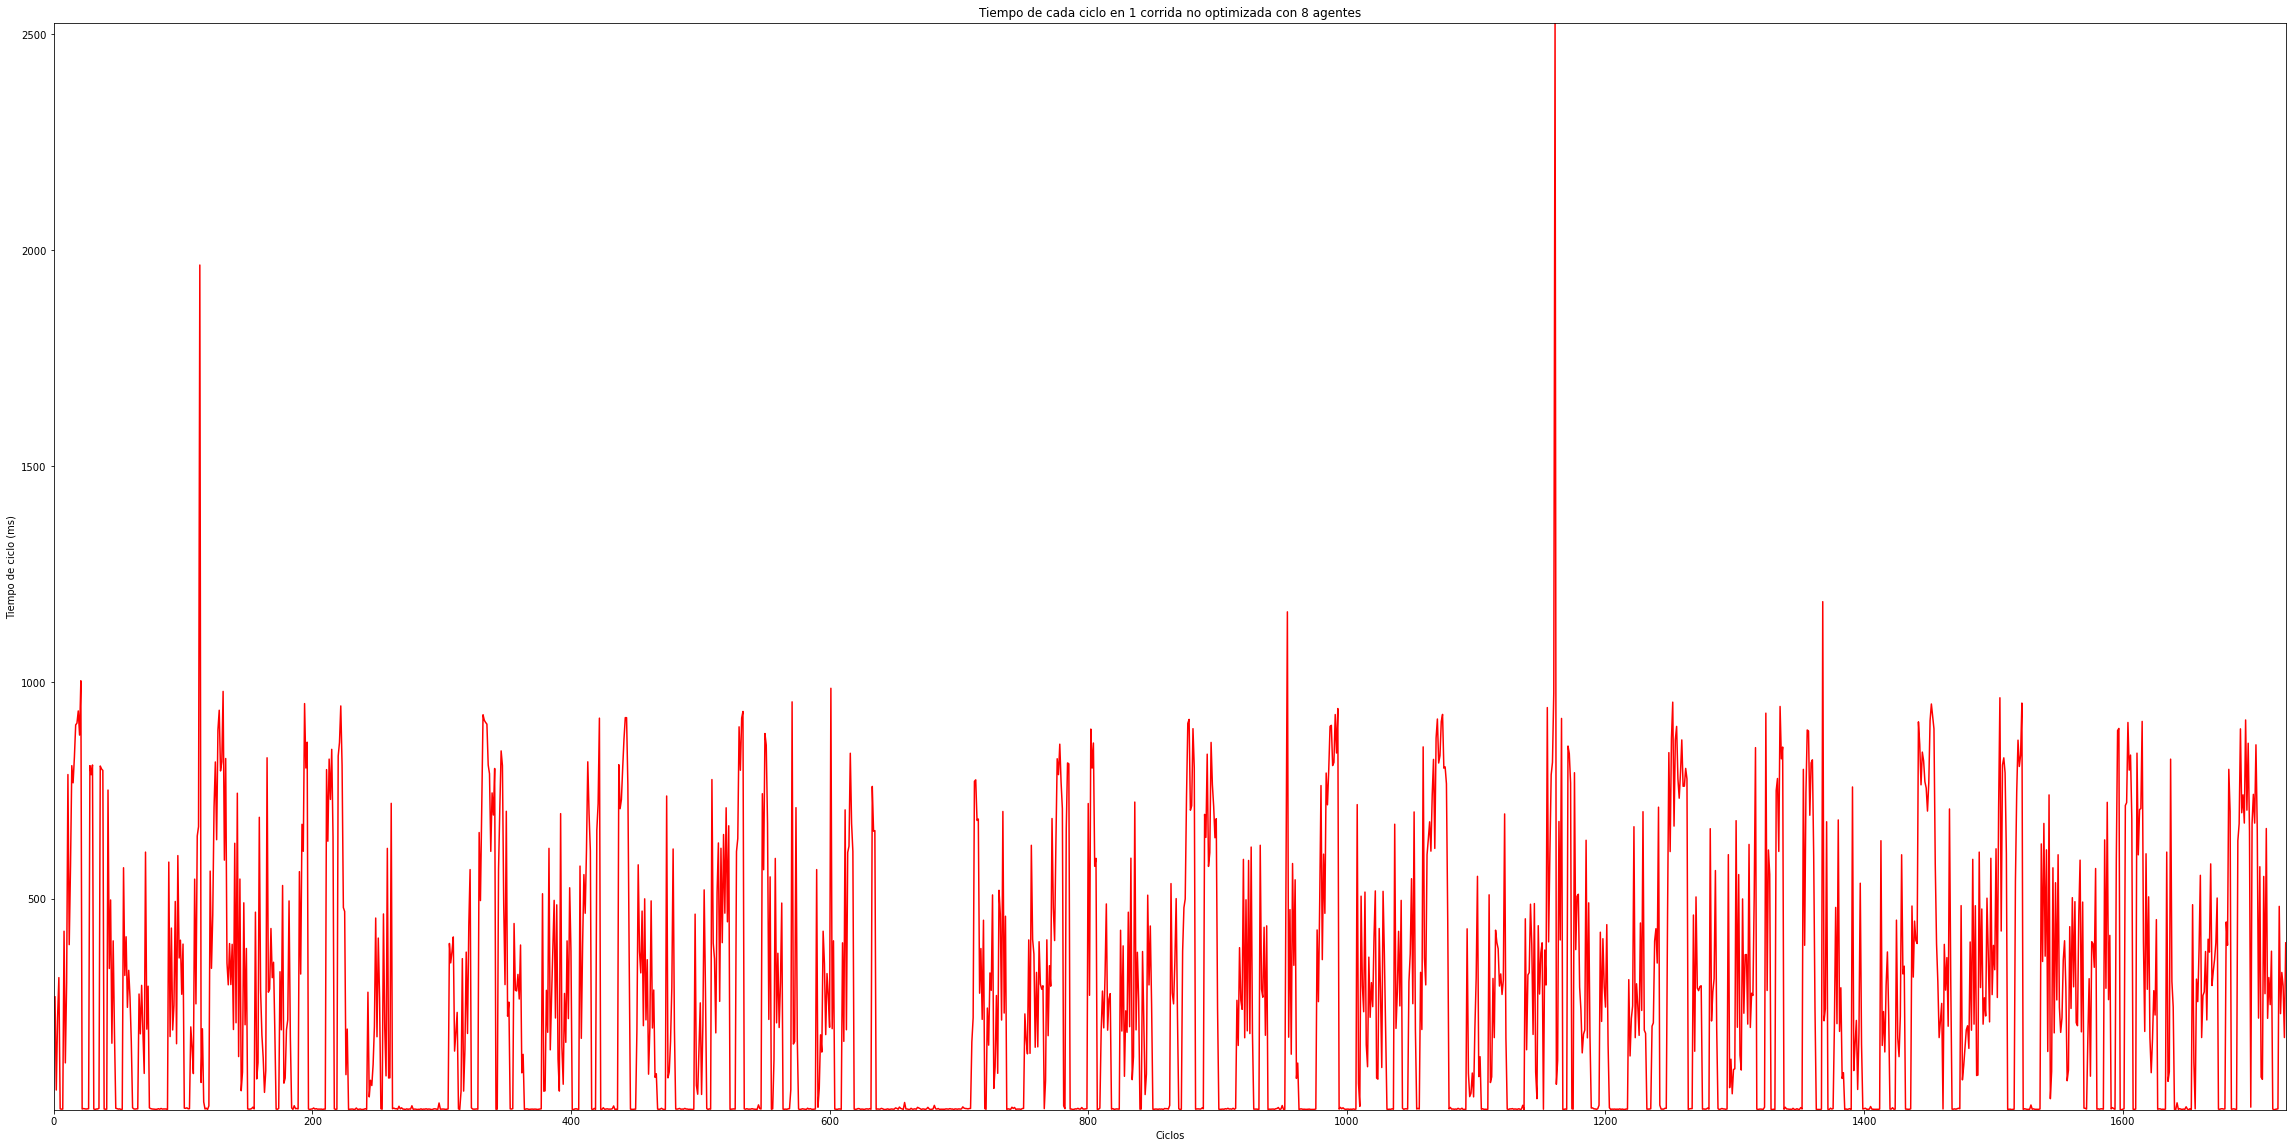 Tiempo de cada ciclo en 1 corrida no optimizada con 8 agentes
2500
2000
1500
1000
500
Tiempo de ciclo (ms)
0 200 400 600 800 1000 1200 1400 1600
Ciclos